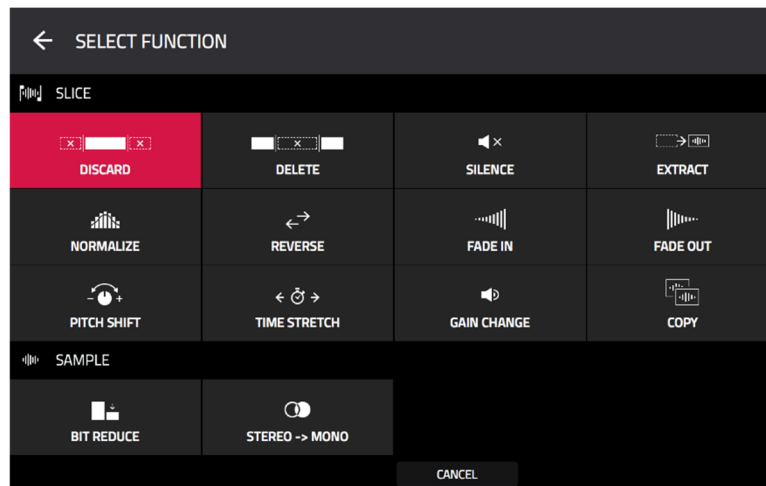 SELECT FUNCTION
SLICE
DISCARD DELETE SILENCE EXTRACT
NORMALIZE REVERSE FADE IN FADE OUT
PITCH SHIFT TIME STRETCH GAIN CHANGE COPY
SAMPLE
BIT REDUCE STEREO -> MONO
CANCEL